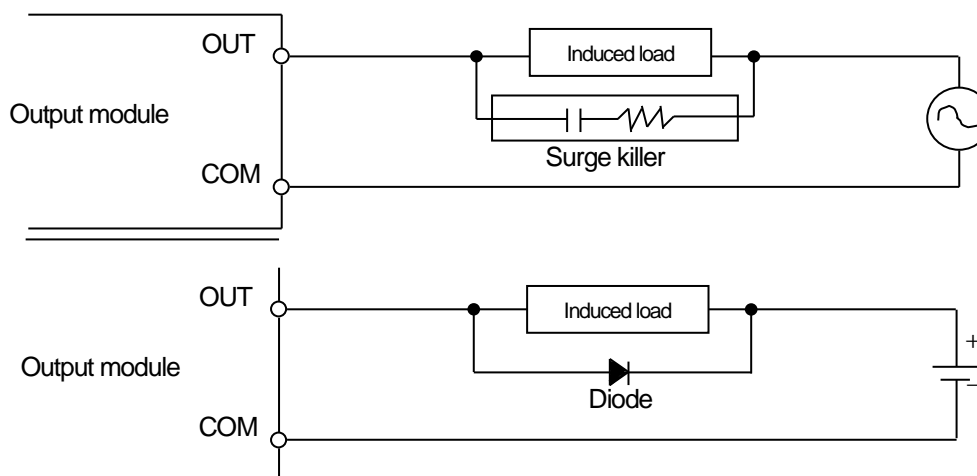 OUT
Induced load
Output module
Surge killer
COM
OUT
Induced load
+
Output module
−
Diode
COM